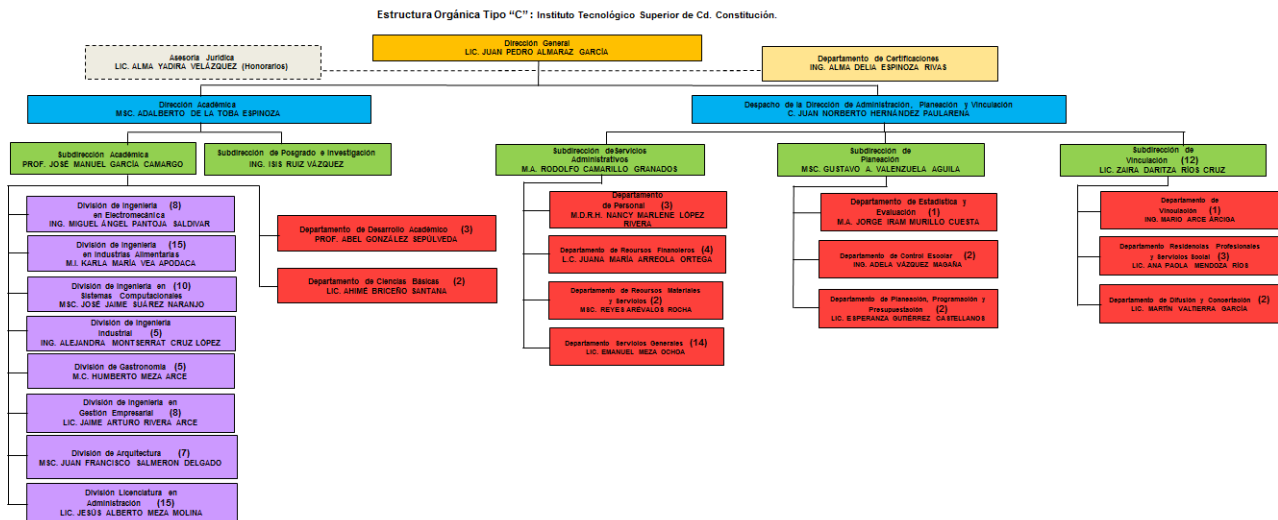 Estructura Orgánica Tipo “C”: Instituto Tecnológico Superior de Cd. Constitución.
Dirección General
LIC. JUAN PEDRO ALMARAZ GARCÍA
Asesoría Jurídica
LIC. ALMA YADIRA VELÁZQUEZ (Honorarios)
Departamento de Certificaciones
ING. ALMA DELIA ESPINOZA RIVAS
Dirección Académica
MSC. ADALBERTO DE LA TOBA ESPINOZA
Despacho de la Dirección de Administración, Planeación y Vinculación
C. JUAN NORBERTO HERNÁNDEZ PAULARENA
Subdirección Académica
PROF. JOSÉ MANUEL GARCÍA CAMARGO
Subdirección de Posgrado e Investigación
ING. ISIS RUIZ VÁZQUEZ
Subdirección de Servicios
Administrativos
M.A. RODOLFO CAMARILLO GRANADOS
Subdirección de
Planeación
MSC. GUSTAVO A. VALENZUELA AGUILA
Subdirección de
Vinculación (12)
LIC. ZAIRA DARITZA RÍOS CRUZ
División de Ingeniería (8)
en Electromecánica
ING. MIGUEL ÁNGEL PANTOJA SALDIVAR
División de Ingeniería (15)
en Industrias Alimentarias
M.I. KARLA MARÍA VEA APODACA
División de Ingeniería en (10)
Sistemas Computacionales
MSC. JOSÉ JAIME SUÁREZ NARANJO
División de Ingeniería
Industrial (5)
ING. ALEJANDRA MONTSERRAT CRUZ LÓPEZ
División de Gastronomía (5)
M.C. HUMBERTO MEZA ARCE
División de Ingeniería en
Gestión Empresarial (8)
LIC. JAIME ARTURO RIVERA ARCE
División de Arquitectura (7)
MSC. JUAN FRANCISCO SALMERON DELGADO
División Licenciatura en
Administración (15)
LIC. JESÚS ALBERTO MEZA MOLINA
Departamento de Desarrollo Académico (3)
PROF. ABEL GONZÁLEZ SEPÚLVEDA
Departamento de Ciencias Básicas (2)
LIC. AHIMÉ BRICEÑO SANTANA
Departamento
de Personal (3)
M.D.R.H. NANCY MARLENE LÓPEZ
RIVERA
Departamento de Recursos Financieros (4)
L.C. JUANA MARÍA ARREOLA ORTEGA
Departamento de Recursos Materiales
y Servicios (2)
MSC. REYES ARÉVALOS ROCHA
Departamento Servicios Generales (14)
LIC. EMANUEL MEZA OCHOA
Departamento de Estadística y
Evaluación (1)
M.A. JORGE IRAM MURILLO CUESTA
Departamento de Control Escolar (2)
ING. ADELA VÁZQUEZ MAGAÑA
Departamento de Planeación, Programación y
Presupuestación (2)
LIC. ESPERANZA GUTIÉRREZ CASTELLANOS
Departamento de
Vinculación (1)
ING. MARIO ARCE ÁRCIGA
Departamento Residencias Profesionales
y Servicio Social (3)
LIC. ANA PAOLA MENDOZA RÍOS
Departamento de Difusión y Concertación (2)
LIC. MARTÍN VALTIERRA GARCÍA